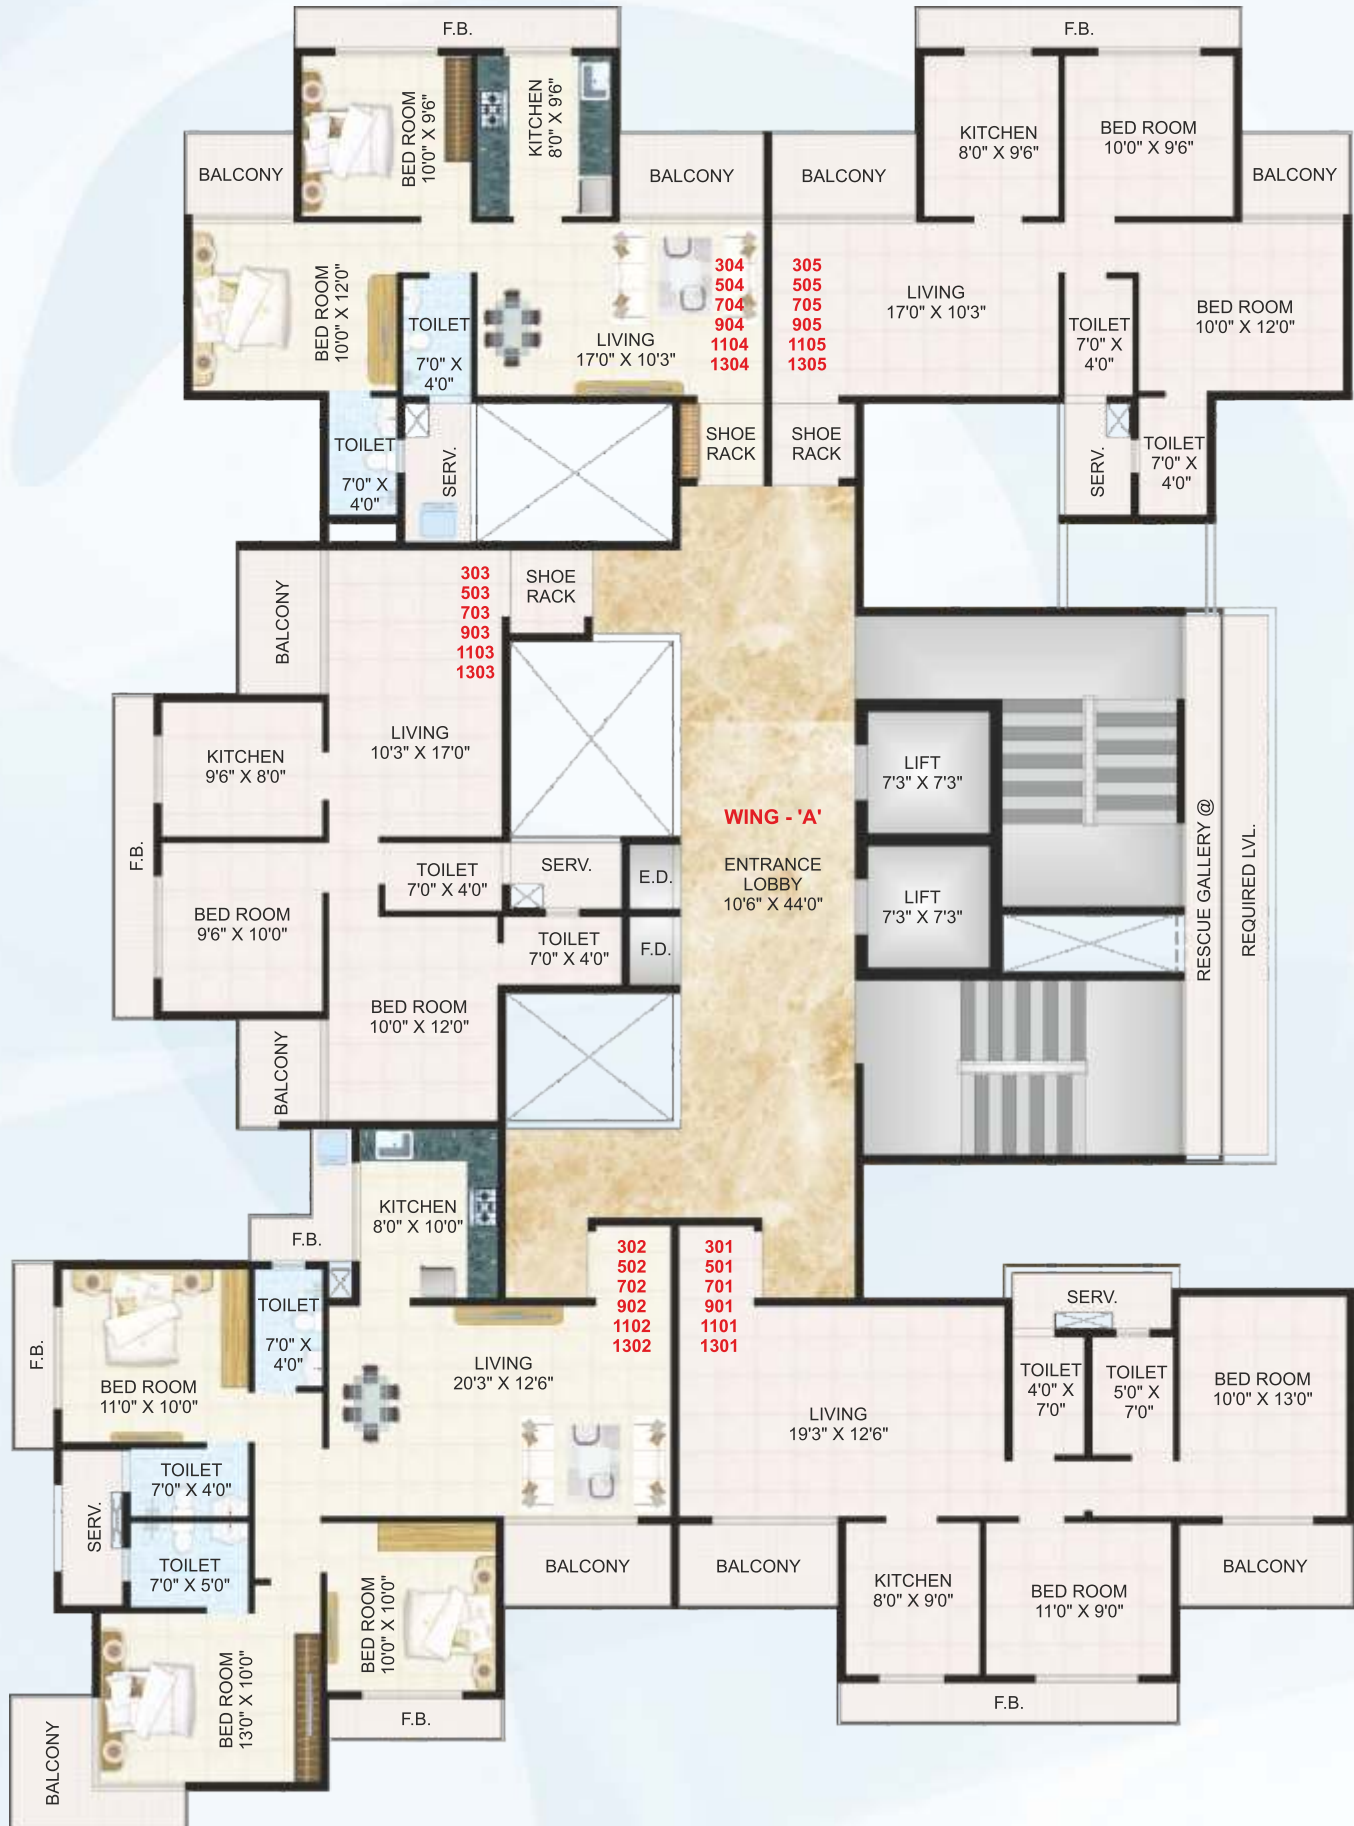 F.B.
F.B.
BED ROOM
10'0" X 9'6"
KITCHEN
8'0" X 9'6"
KITCHEN
8'0" X 9'6"
BED ROOM
10'0" X 9'6"
BALCONY
BALCONY
BALCONY
BALCONY
BED ROOM
10'0" X 12'0"
TOILET
7'0" X
4'0"
LIVING
17'0" X 10'3"
304
504
704
904
1104
1304
305
505
705
905
1105
1305
LIVING
17'0" X 10'3"
TOILET
7'0" X
4'0"
BED ROOM
10'0" X 12'0"
TOILET
7'0" X
4'0"
SERV.
SHOE
RACK
SHOE
RACK
SERV.
TOILET
7'0" X
4'0"
BALCONY
303
503
703
903
1103
1303
SHOE
RACK
KITCHEN
9'6" X 8'0"
LIVING
10'3" X 17'0"
F.B.
BED ROOM
9'6" X 10'0"
TOILET
7'0" X 4'0"
SERV.
E.D.
TOILET
7'0" X 4'0"
F.D.
BED ROOM
10'0" X 12'0"
BALCONY
WING - 'A'
ENTRANCE
LOBBY
10'6" X 44'0"
LIFT
7'3" X 7'3"
LIFT
7'3" X 7'3"
RESCUE GALLERY @
REQUIRED LVL.
KITCHEN
8'0" X 10'0"
F.B.
302
502
702
902
1102
1302
301
501
701
901
1101
1301
F.B.
BED ROOM
11'0" X 10'0"
TOILET
7'0" X
4'0"
LIVING
20'3" X 12'6"
LIVING
19'3" X 12'6"
SERV.
TOILET
4'0" X
7'0"
TOILET
5'0" X
7'0"
BED ROOM
10'0" X 13'0"
SERV.
TOILET
7'0" X 4'0"
TOILET
7'0" X 5'0"
BED ROOM
10'0" X 10'0"
BALCONY
BALCONY
KITCHEN
8'0" X 9'0"
BED ROOM
11'0" X 9'0"
BALCONY
BED ROOM
13'0" X 10'0"
F.B.
F.B.
BALCONY